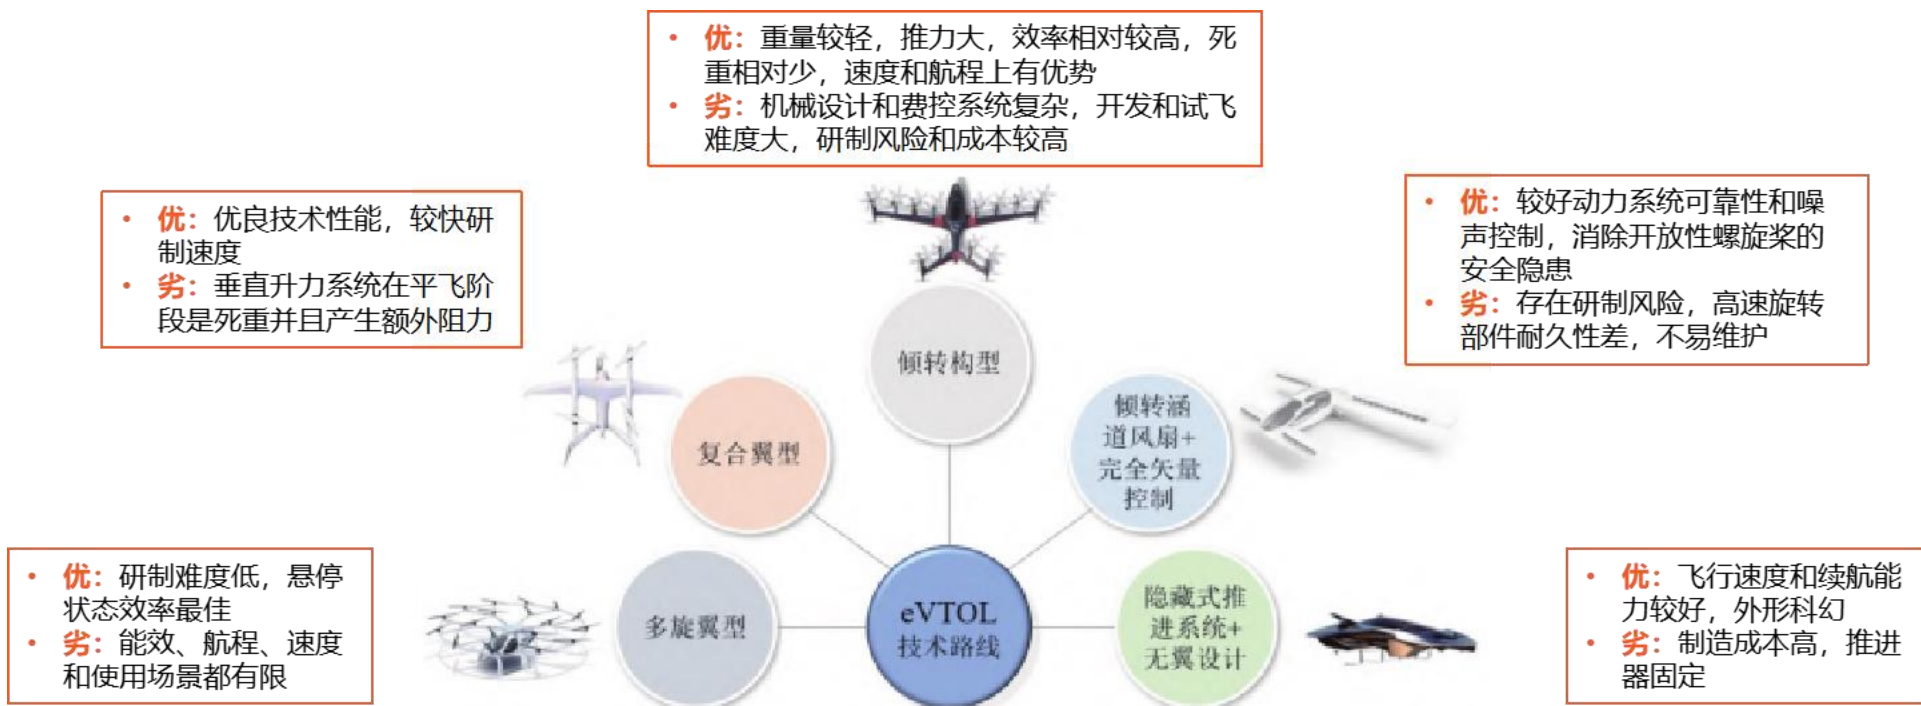 • 优：重量较轻，推力大，效率相对较高，死
重相对少，速度和航程上有优势
• 劣：机械设计和费控系统复杂，开发和试飞
难度大，研制风险和成本较高
• 优：优良技术性能，较快研
制速度
• 劣：垂直升力系统在平飞阶
段是死重并且产生额外阻力
• 优：较好动力系统可靠性和噪
声控制，消除开放性螺旋桨的
安全隐患
• 劣：存在研制风险，高速旋转
部件耐久性差，不易维护
倾转构型
复合翼型
倾转涵
道风扇+
完全矢量
控制
• 优：研制难度低，悬停
状态效率最佳
• 劣：能效、航程、速度
和使用场景都有限
多旋翼型
eVTOL
技术路线
隐藏式推
进系统+
无翼设计
• 优：飞行速度和续航能
力较好，外形科幻
• 劣：制造成本高，推进
器固定